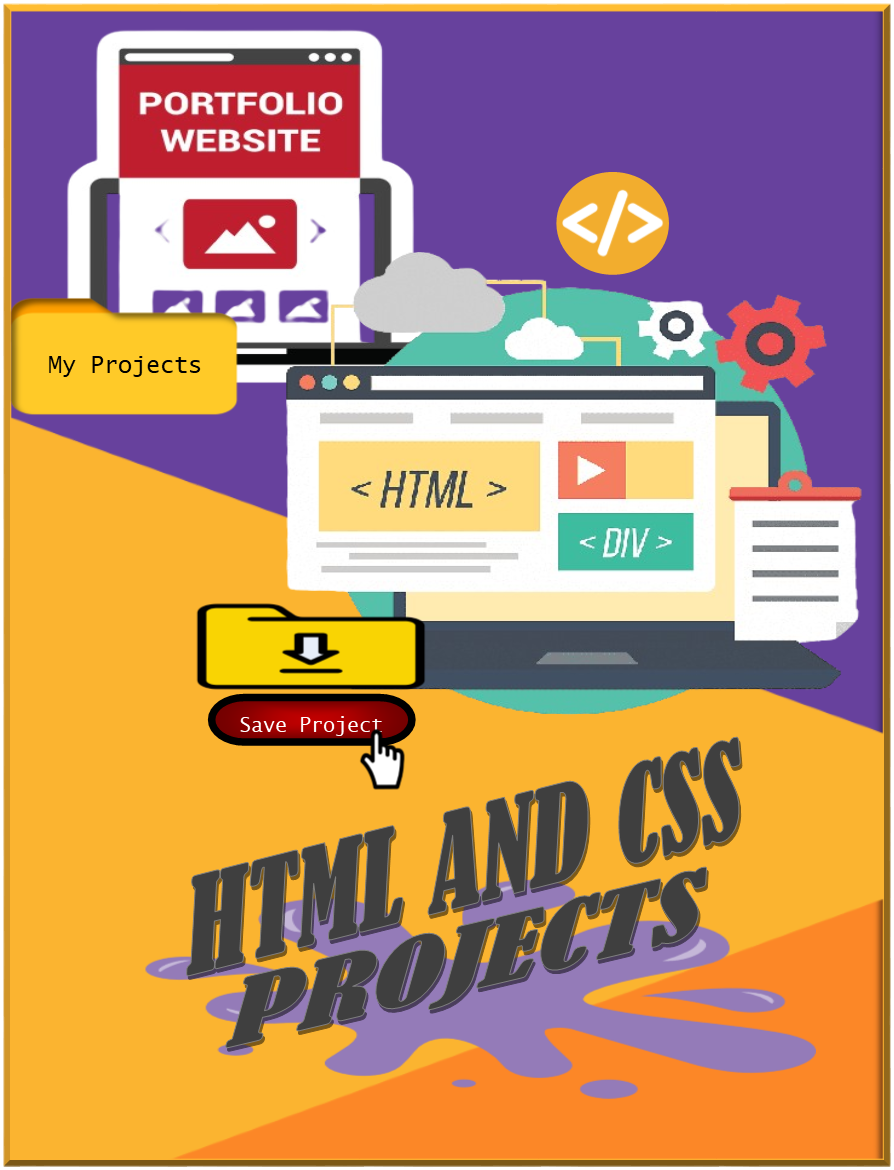 PORTFOLIO
WEBSITE
</>
My Projects
< HTML >
< DIV >
Save Project
HTML AND CSS
PROJECTS